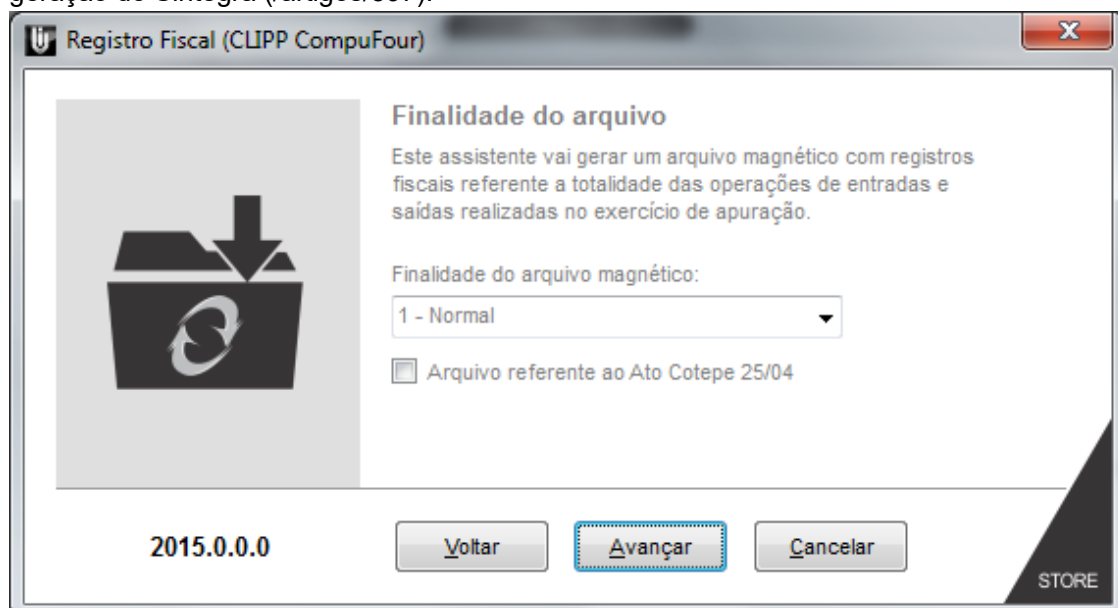 Registro Fiscal (CLIPP CompuFour)
Finalidade do arquivo
Este assistente vai gerar um arquivo magnético com registros
fiscais referente a totalidade das operações de entradas e
saídas realizadas no exercício de apuração.
Finalidade do arquivo magnético:
1 - Normal
Arquivo referente ao Ato Cotepe 25/04
2015.0.0.0
Voltar
Avançar
Cancelar
STORE